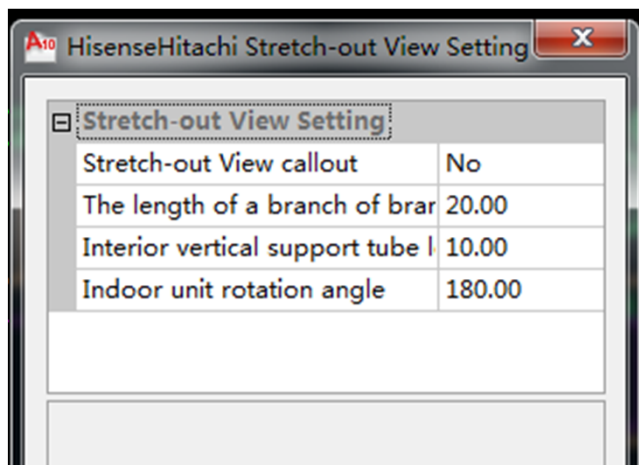 A10 HisenseHitachi Stretch-out View Setting
Stretch-out View Setting
Stretch-out View callout No
The length of a branch of brar 20.00
Interior vertical support tube l 10.00
Indoor unit rotation angle 180.00